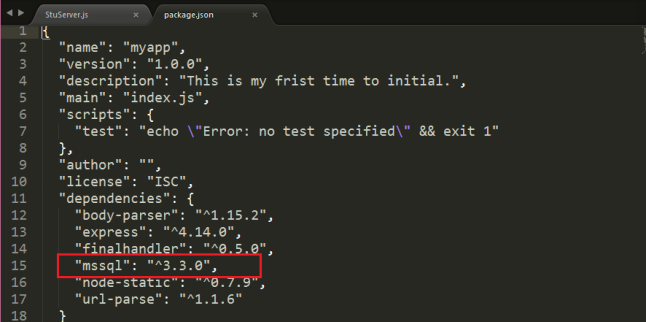 StuServer.js × package.json ×
1 {
2 "name": "myapp",
3 "version": "1.0.0",
4 "description": "This is my frist time to initial.",
5 "main": "index.js",
6 "scripts": {
7 "test": "echo \"Error: no test specified\" && exit 1"
8 },
9 "author": "",
10 "license": "ISC",
11 "dependencies": {
12 "body-parser": "^1.15.2",
13 "express": "^4.14.0",
14 "finalhandler": "^0.5.0",
15 "mssql": "^3.3.0",
16 "node-static": "^0.7.9",
17 "url-parse": "^1.1.6"
18 }